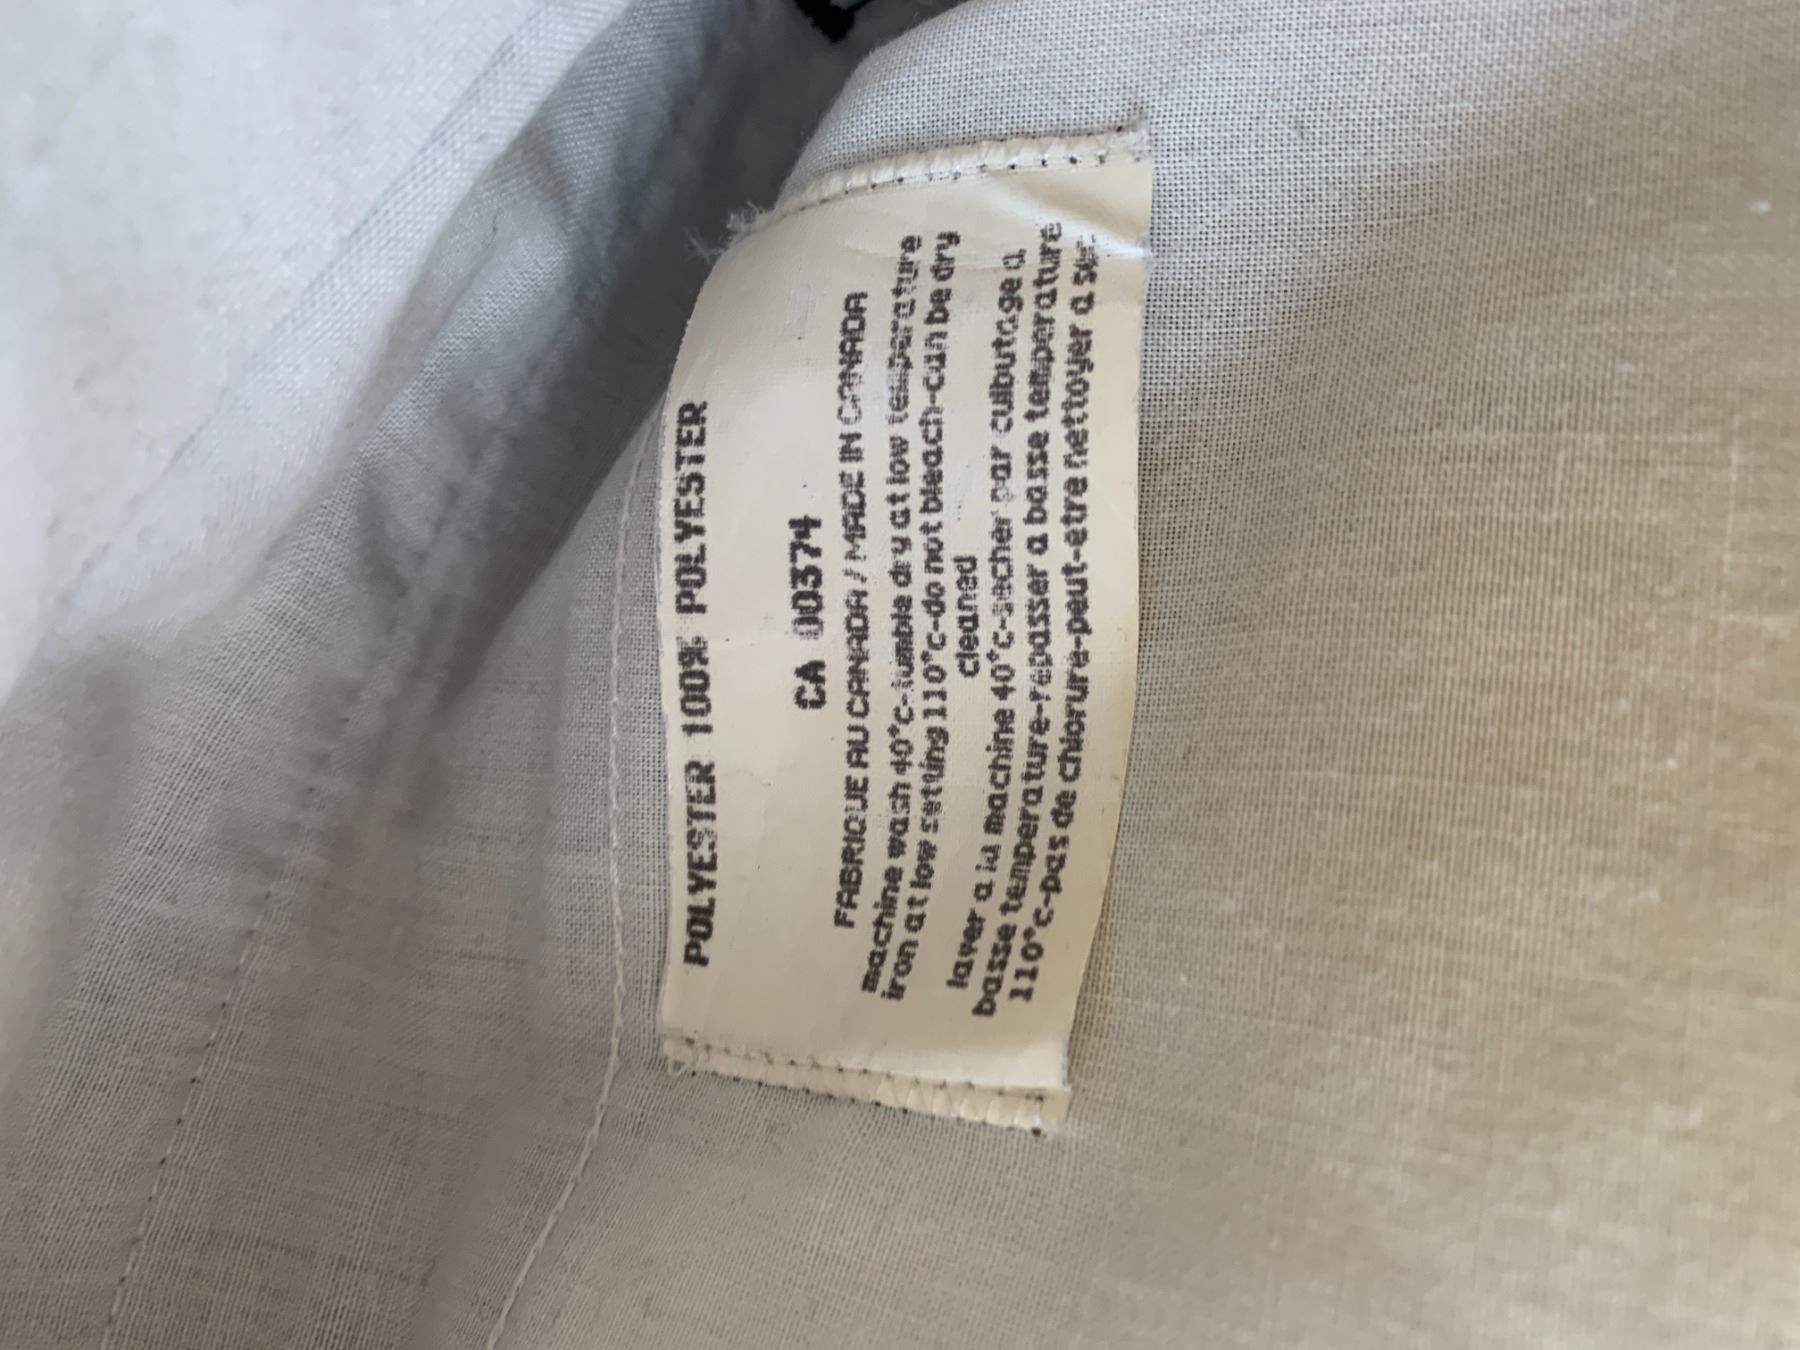 POLYESTER 100% POLYESTER
CA 00374
FABRIQUE AU CANADA / MADE IN CANADA
machine wash 40°c-tumble dry at low temperature
iron at low setting 110°c-do not bleach-can be dry
cleaned
laver a la machine 40°c-secher par culbutage a
basse temperature-repasser a basse temperature
110°c-pas de chlorure-peut-etre nettoyer a sec